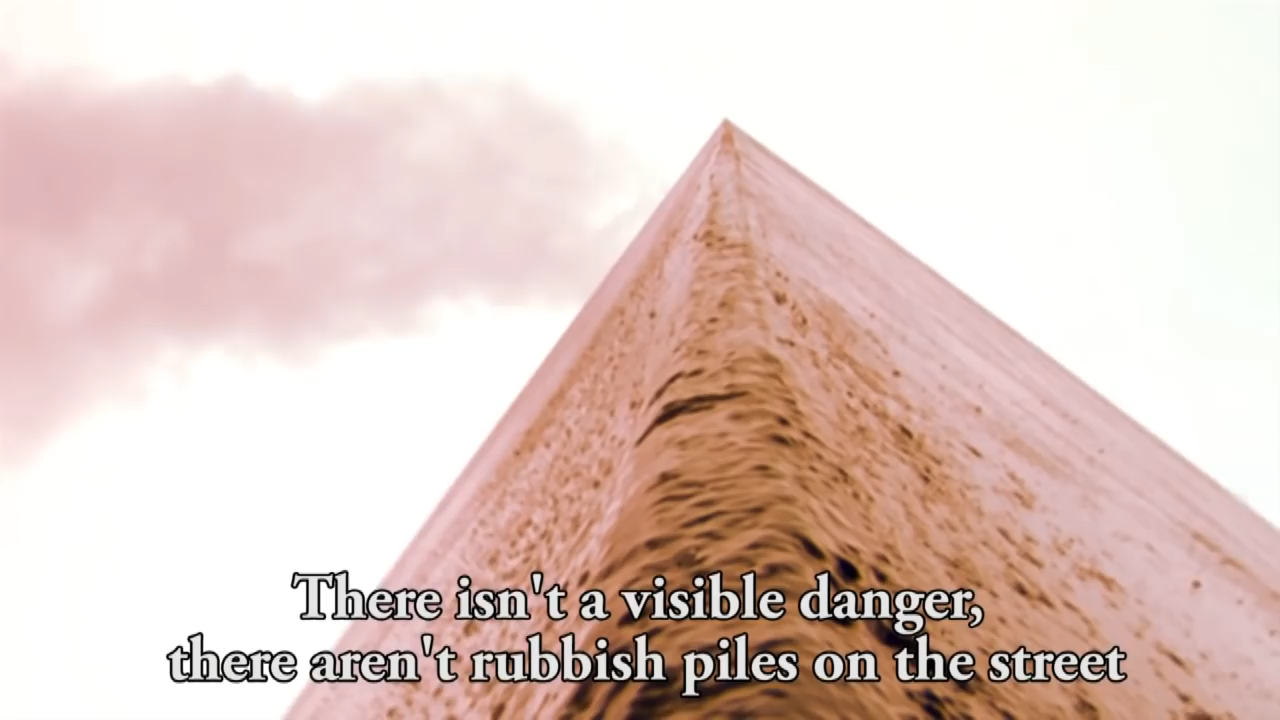 There isn't a visible danger,
there aren't rubbish piles on the street